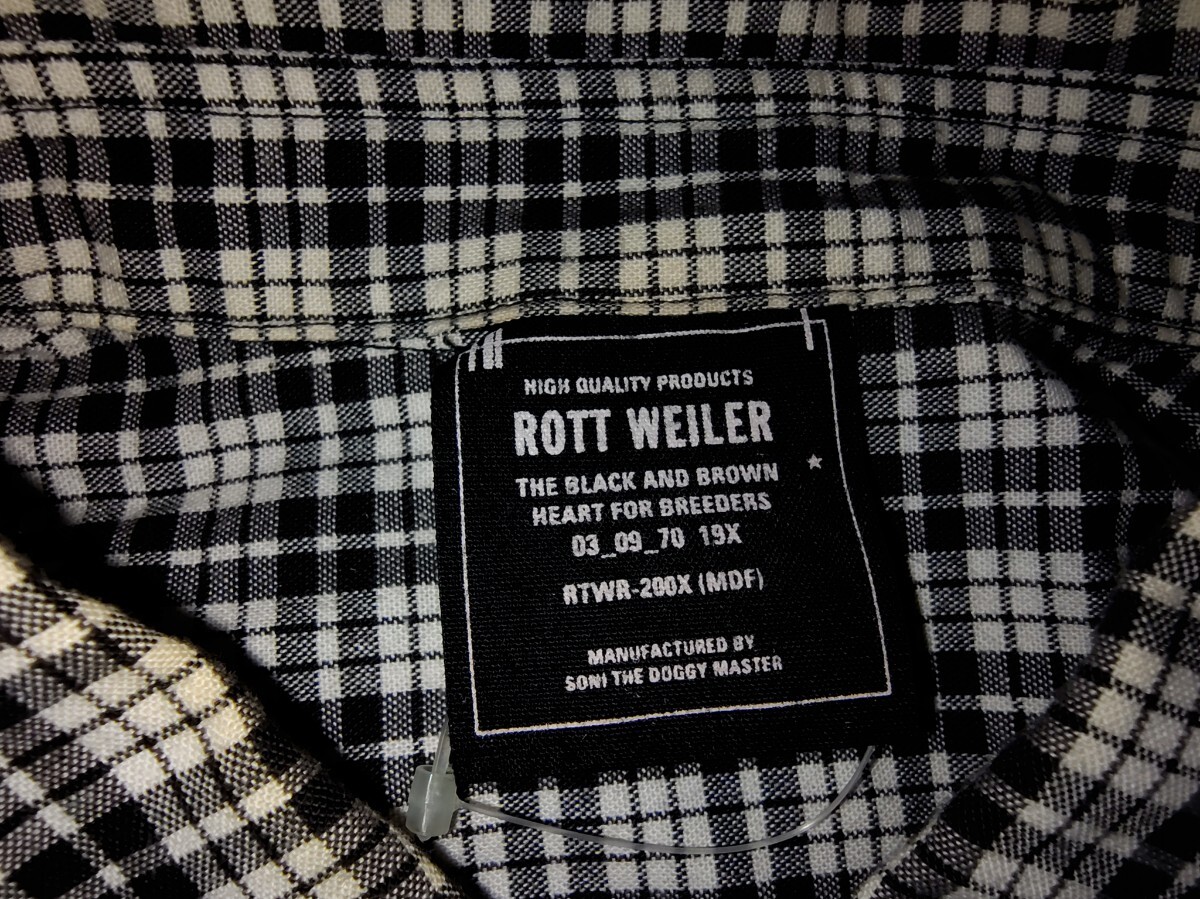 HIGH QUALITY PRODUCTS
ROTT WEILER
THE BLACK AND BROWN
HEART FOR BREEDERS
03_09_70 19X
RTWR-200X (MDF)
MANUFACTURED BY
SONI THE DOGGY MASTER